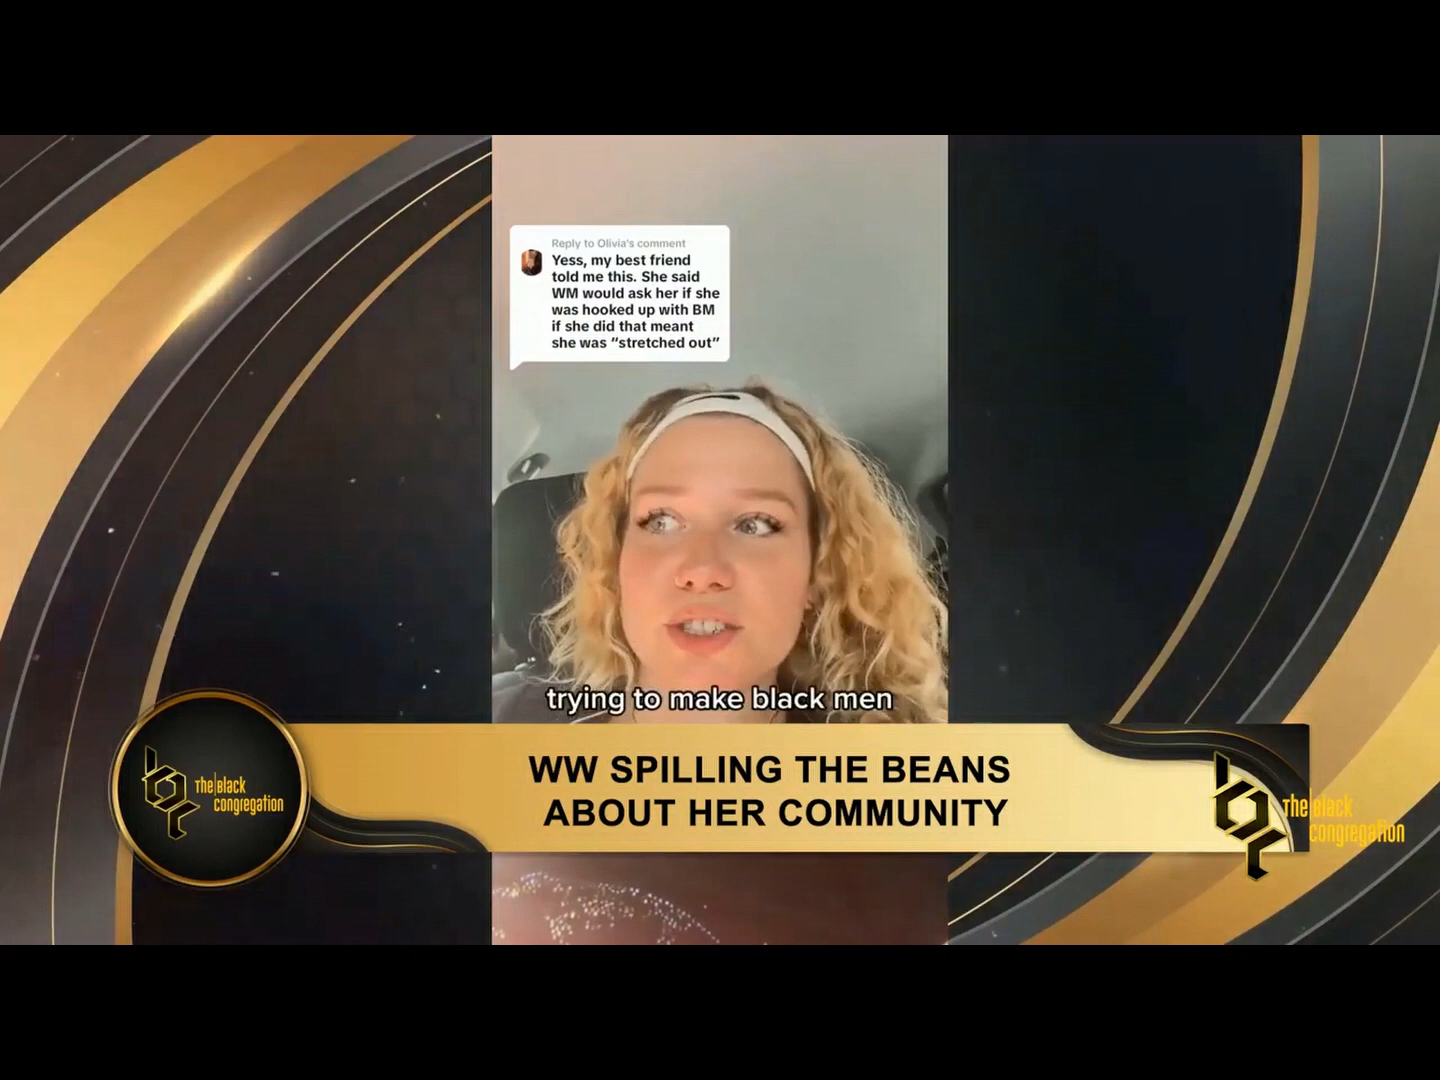 Reply to Olivia's comment
Yess, my best friend
told me this. She said
WM would ask her if she
was hooked up with BM
if she did that meant
she was “stretched out”
trying to make black men
WW SPILLING THE BEANS
ABOUT HER COMMUNITY
The Black
congregation
The Black
congregation